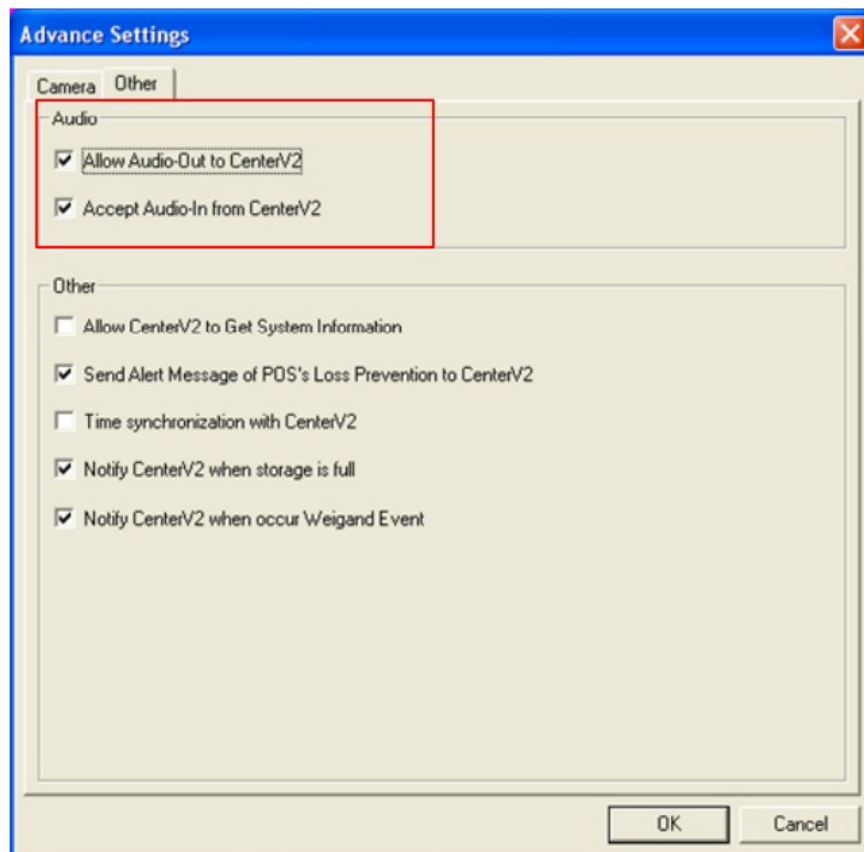 Advance Settings
Camera Other
Audio
Allow Audio-Out to CenterV2
Accept Audio-In from CenterV2
Other
Allow CenterV2 to Get System Information
Send Alert Message of POS's Loss Prevention to CenterV2
Time synchronization with CenterV2
Notify CenterV2 when storage is full
Notify CenterV2 when occur Weigand Event
OK Cancel